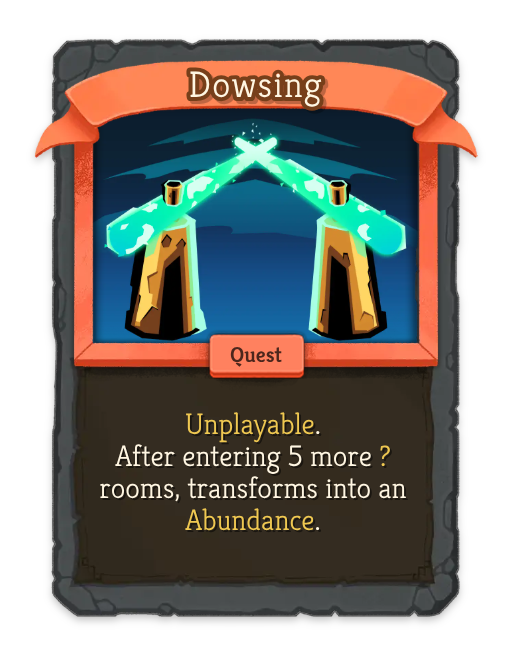 Dowsing
Quest
Unplayable.
After entering 5 more ?
rooms, transforms into an
Abundance.